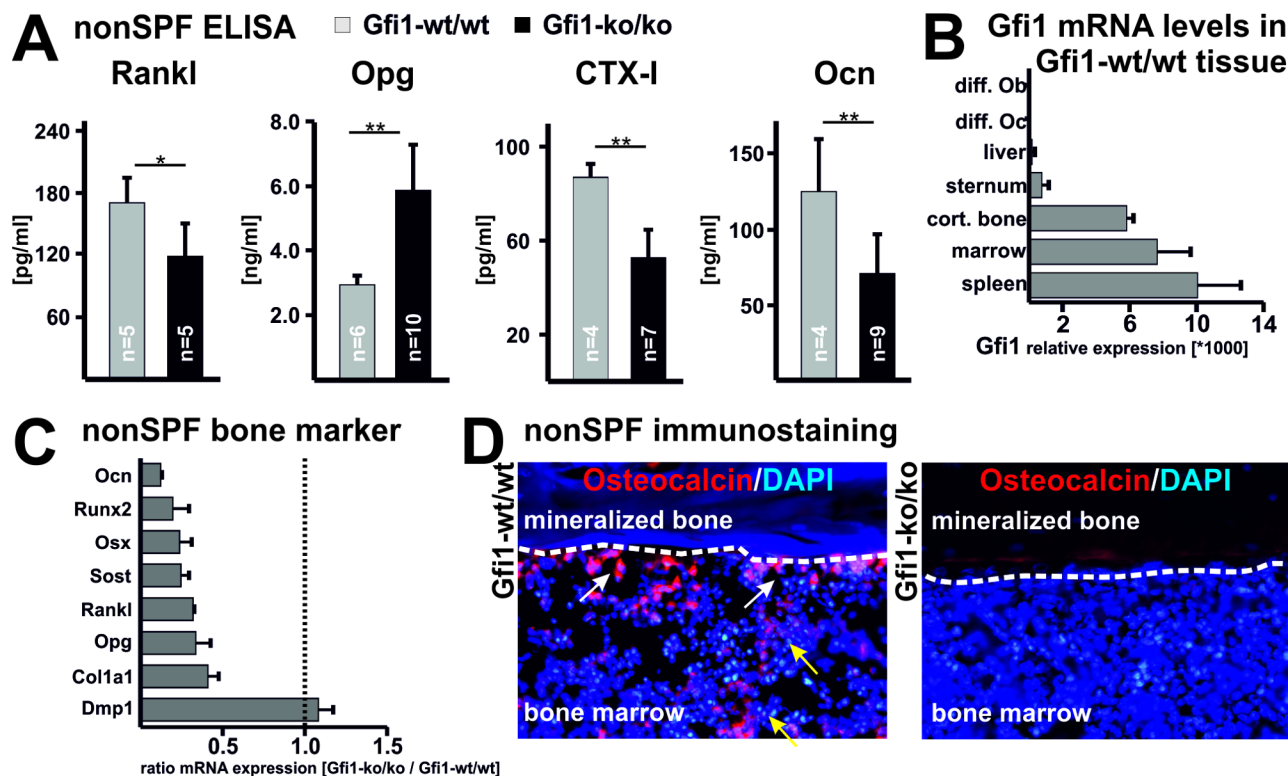 A nonSPF ELISA Gfi1-wt/wt Gfi1-ko/ko
Rankl
240
180
120
60
[pg/ml]
*
n=5
n=5
Opg
8.0
6.0
4.0
2.0
[ng/ml]
**
n=6
n=10
CTX-I
100
60
20
[pg/ml]
**
n=4
n=7
Ocn
150
100
50
[ng/ml]
**
n=4
n=9
B Gfi1 mRNA levels in
Gfi1-wt/wt tissue
diff. Ob
diff. Oc
liver
sternum
cort. bone
marrow
spleen
2 6 10 14
Gfi1 relative expression [*1000]
C nonSPF bone marker
Ocn
Runx2
Osx
Sost
Rankl
Opg
Col1a1
Dmp1
0.5 1.0 1.5
ratio mRNA expression [Gfi1-ko/ko / Gfi1-wt/wt]
D nonSPF immunostaining
Gfi1-wt/wt
Osteocalcin/DAPI
mineralized bone
bone marrow
Gfi1-ko/ko
Osteocalcin/DAPI
mineralized bone
bone marrow